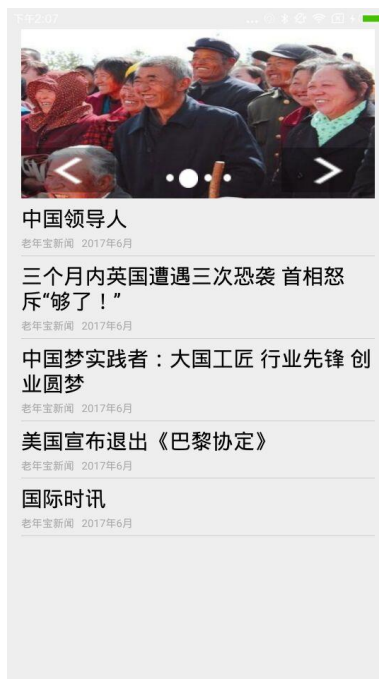 下午2:07
中国领导人
老年宝新闻 2017年6月
三个月内英国遭遇三次恐袭 首相怒
斥“够了！”
老年宝新闻 2017年6月
中国梦实践者：大国工匠 行业先锋 创
业圆梦
老年宝新闻 2017年6月
美国宣布退出《巴黎协定》
老年宝新闻 2017年6月
国际时讯
老年宝新闻 2017年6月